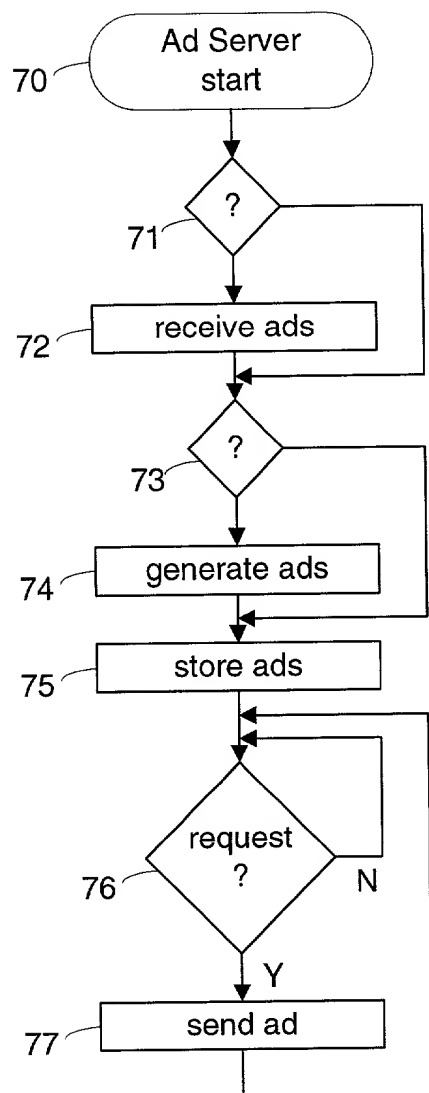 70
Ad Server
start
71
?
72
receive ads
73
?
74
generate ads
75
store ads
76
request
?
N
Y
77
send ad